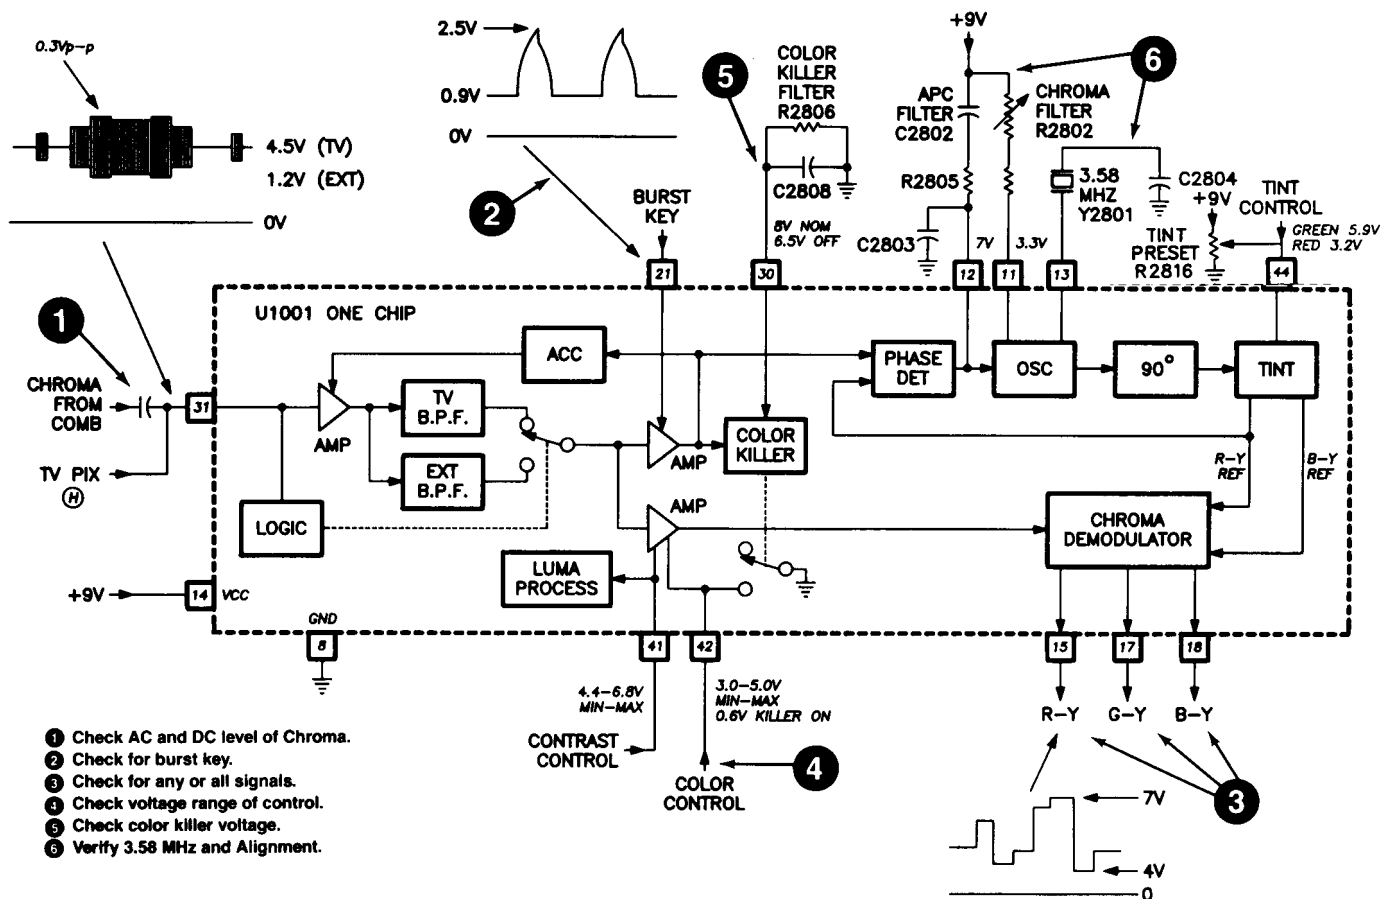 0.3Vp-p
4.5V (TV)
1.2V (EXT)
0V
2.5V
0.9V
0V
2
BURST
KEY
21
5
COLOR
KILLER
FILTER
R2806
C2808
8V NOM
6.5V OFF
30
+9V
6
APC
FILTER
C2802
CHROMA
FILTER
R2802
R2805
C2803
7V
3.3V
12
11
13
3.58
MHZ
Y2801
C2804
+9V
TINT
PRESET
R2816
TINT
CONTROL
GREEN 5.9V
RED 3.2V
44
1
CHROMA
FROM
COMB
31
TV PIX
H
U1001 ONE CHIP
ACC
AMP
TV
B.P.F.
EXT
B.P.F.
LOGIC
AMP
COLOR
KILLER
AMP
LUMA
PROCESS
PHASE
DET
OSC
90°
TINT
R-Y
REF
B-Y
REF
CHROMA
DEMODULATOR
+9V
14
VCC
GND
8
41
42
15
17
18
4.4-6.8V
MIN-MAX
3.0-5.0V
MIN-MAX
0.6V KILLER ON
CONTRAST
CONTROL
COLOR
CONTROL
4
R-Y
G-Y
B-Y
3
7V
4V
0
1 Check AC and DC level of Chroma.
2 Check for burst key.
3 Check for any or all signals.
4 Check voltage range of control.
5 Check color killer voltage.
6 Verify 3.58 MHz and Alignment.